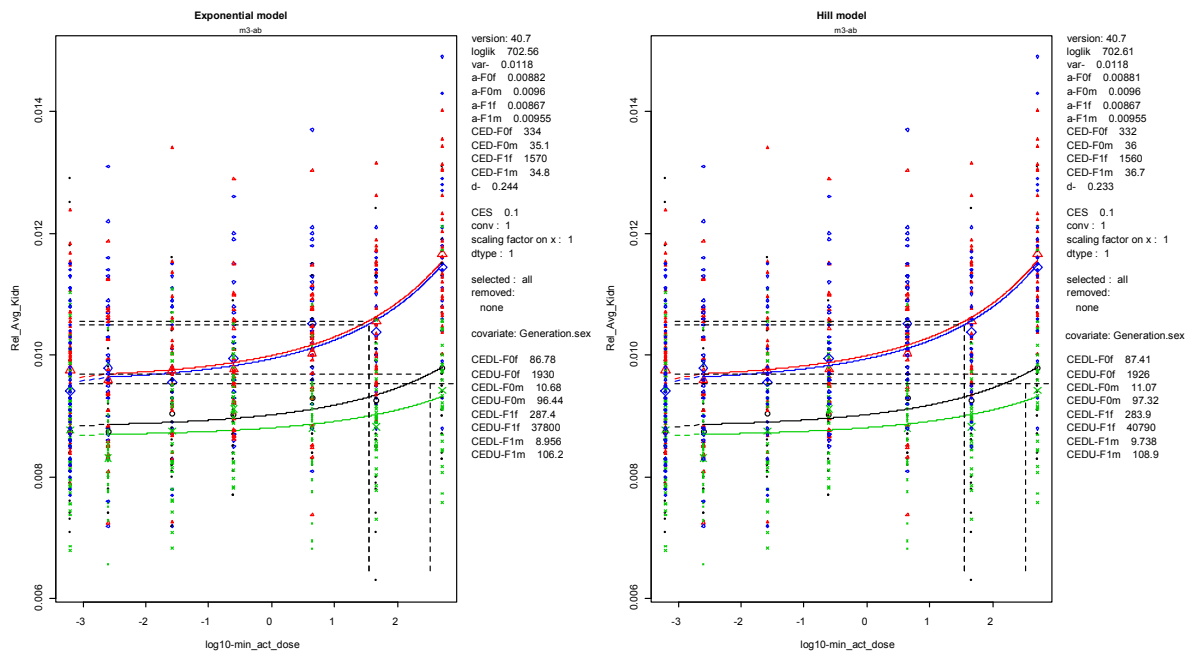 Exponential model
m3-ab
Rel_Avg_Kidn
0.014
0.012
0.010
0.008
0.006
-3 -2 -1 0 1 2
log10-min_act_dose
version: 40.7
loglik 702.56
var- 0.0118
a-F0f 0.00882
a-F0m 0.0096
a-F1f 0.00867
a-F1m 0.00955
CED-F0f 334
CED-F0m 35.1
CED-F1f 1570
CED-F1m 34.8
d- 0.244
CES 0.1
conv : 1
scaling factor on x : 1
dtype : 1
selected : all
removed:
none
covariate: Generation.sex
CEDL-F0f 86.78
CEDU-F0f 1930
CEDL-F0m 10.68
CEDU-F0m 96.44
CEDL-F1f 287.4
CEDU-F1f 37800
CEDL-F1m 8.956
CEDU-F1m 106.2
Hill model
m3-ab
Rel_Avg_Kidn
0.014
0.012
0.010
0.008
0.006
-3 -2 -1 0 1 2
log10-min_act_dose
version: 40.7
loglik 702.61
var- 0.0118
a-F0f 0.00881
a-F0m 0.0096
a-F1f 0.00867
a-F1m 0.00955
CED-F0f 332
CED-F0m 36
CED-F1f 1560
CED-F1m 36.7
d- 0.233
CES 0.1
conv : 1
scaling factor on x : 1
dtype : 1
selected : all
removed:
none
covariate: Generation.sex
CEDL-F0f 87.41
CEDU-F0f 1926
CEDL-F0m 11.07
CEDU-F0m 97.32
CEDL-F1f 283.9
CEDU-F1f 40790
CEDL-F1m 9.738
CEDU-F1m 108.9